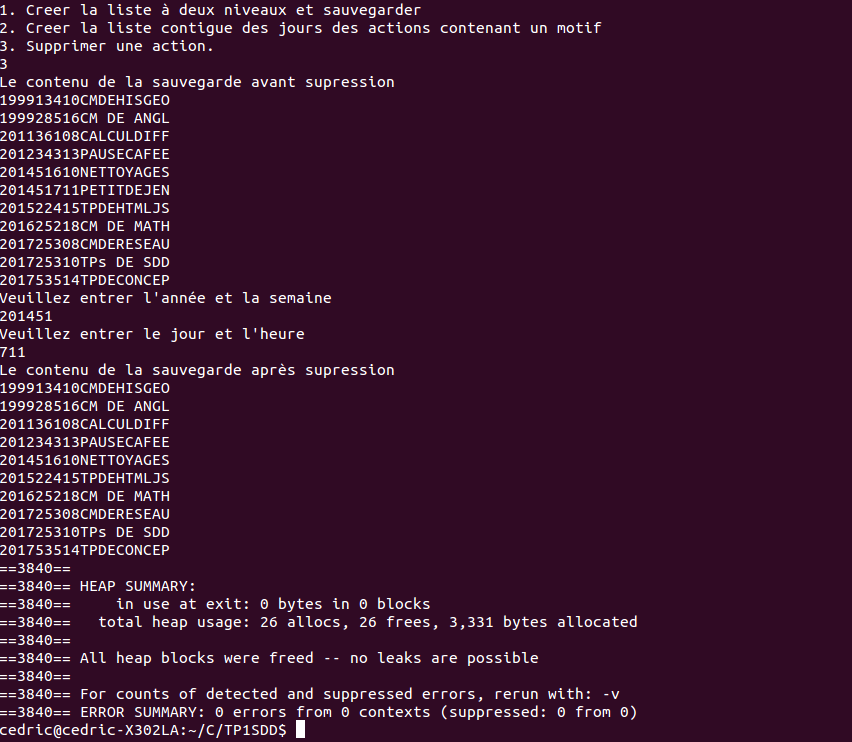 1. Creer la liste à deux niveaux et sauvegarder
2. Creer la liste contigue des jours des actions contenant un motif
3. Supprimer une action.
3
Le contenu de la sauvegarde avant supression
199913410CMDEHISGEO
199928516CM DE ANGL
201136108CALCULDIFF
201234313PAUSECAFEE
201451610NETTOYAGES
201451711PETITDEJEN
201522415TPDEHTMLJS
201625218CM DE MATH
201725308CMDERESEAU
201725310TPs DE SDD
201753514TPDECONCEP
Veuillez entrer l'année et la semaine
201451
Veuillez entrer le jour et l'heure
711
Le contenu de la sauvegarde après supression
199913410CMDEHISGEO
199928516CM DE ANGL
201136108CALCULDIFF
201234313PAUSECAFEE
201451610NETTOYAGES
201522415TPDEHTMLJS
201625218CM DE MATH
201725308CMDERESEAU
201725310TPs DE SDD
201753514TPDECONCEP
==3840==
==3840== HEAP SUMMARY:
==3840==     in use at exit: 0 bytes in 0 blocks
==3840==   total heap usage: 26 allocs, 26 frees, 3,331 bytes allocated
==3840==
==3840== All heap blocks were freed -- no leaks are possible
==3840==
==3840== For counts of detected and suppressed errors, rerun with: -v
==3840== ERROR SUMMARY: 0 errors from 0 contexts (suppressed: 0 from 0)
cedric@cedric-X302LA:~/C/TP1SDD$